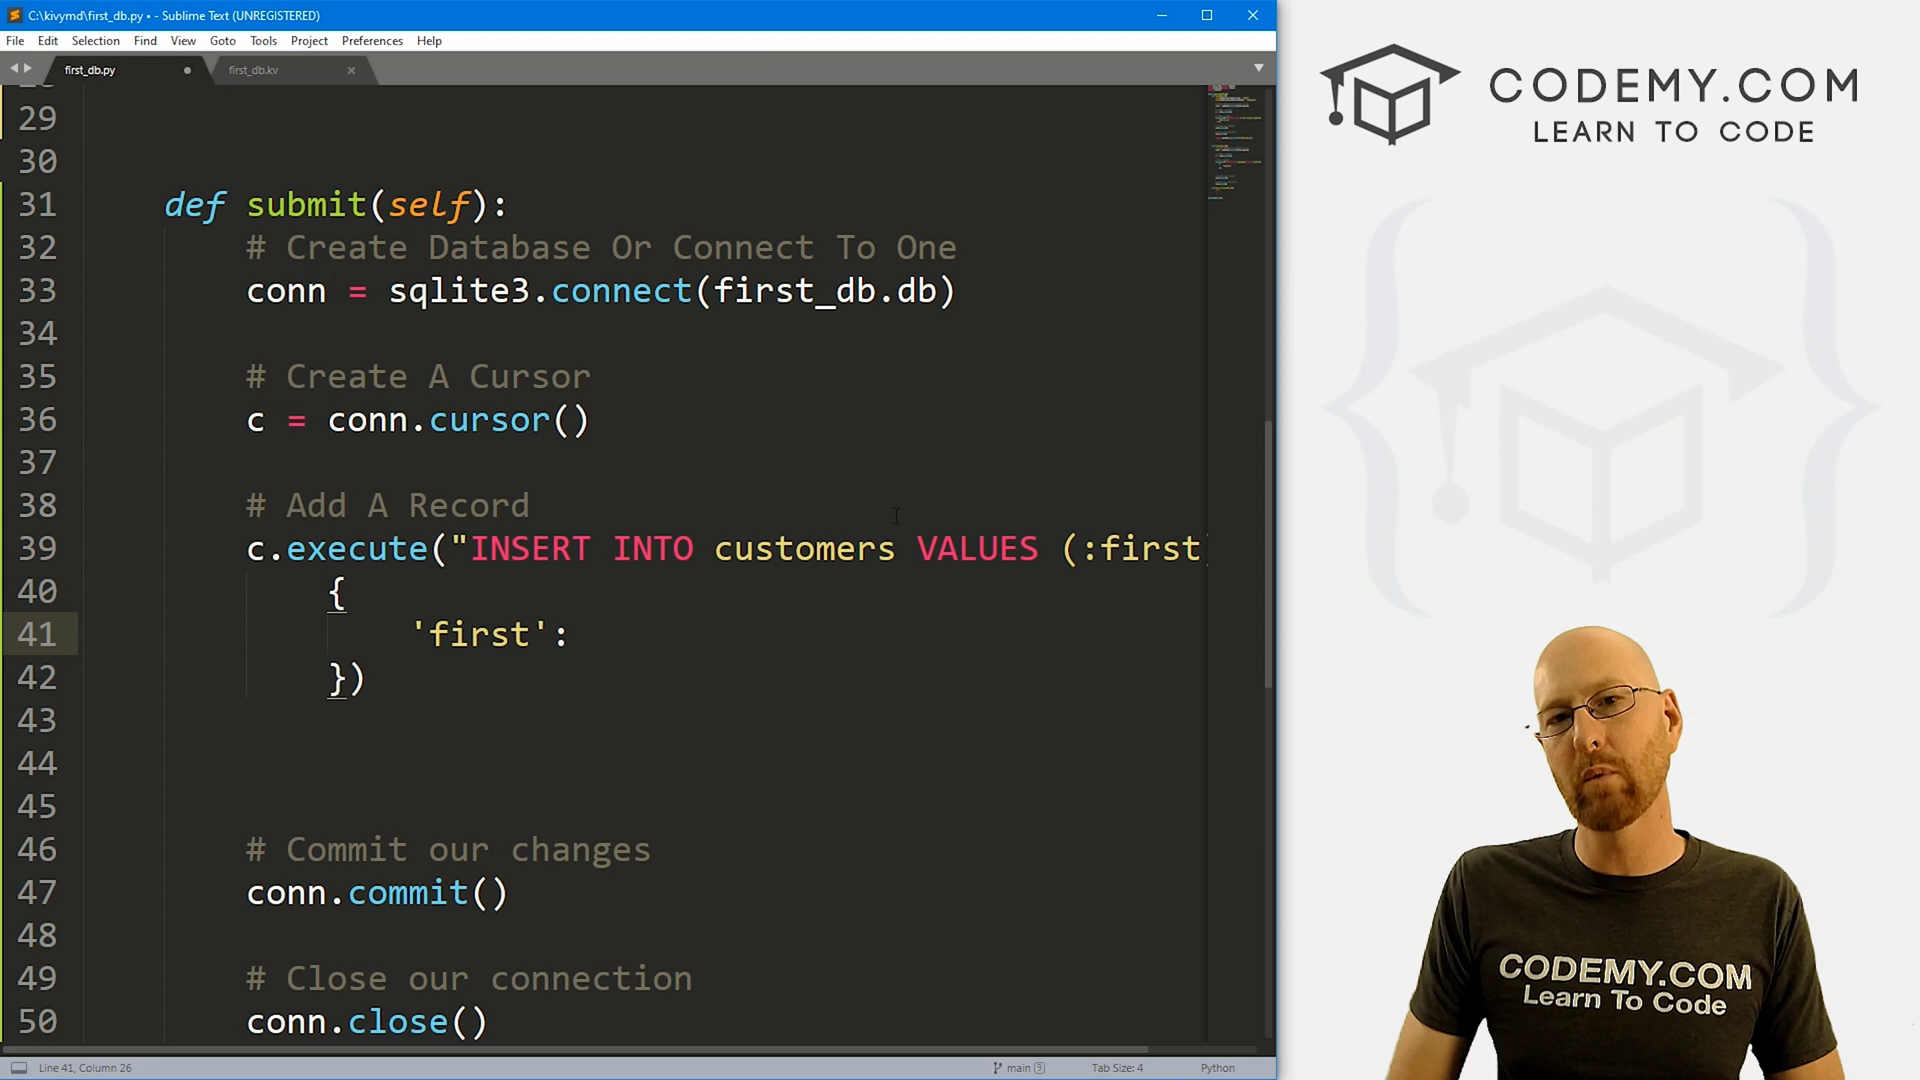 C:\kivymd\first_db.py • - Sublime Text (UNREGISTERED)
File Edit Selection Find View Goto Tools Project Preferences Help
first_db.py
first_db.kv
29
30
31 def submit(self):
32 # Create Database Or Connect To One
33 conn = sqlite3.connect(first_db.db)
34
35 # Create A Cursor
36 c = conn.cursor()
37
38 # Add A Record
39 c.execute("INSERT INTO customers VALUES (:first)
40 {
41 'first':
42 })
43
44
45
46 # Commit our changes
47 conn.commit()
48
49 # Close our connection
50 conn.close()
Line 41, Column 26
main 9
Tab Size: 4
Python
CODEMY.COM
LEARN TO CODE
CODEMY.COM
Learn To Code